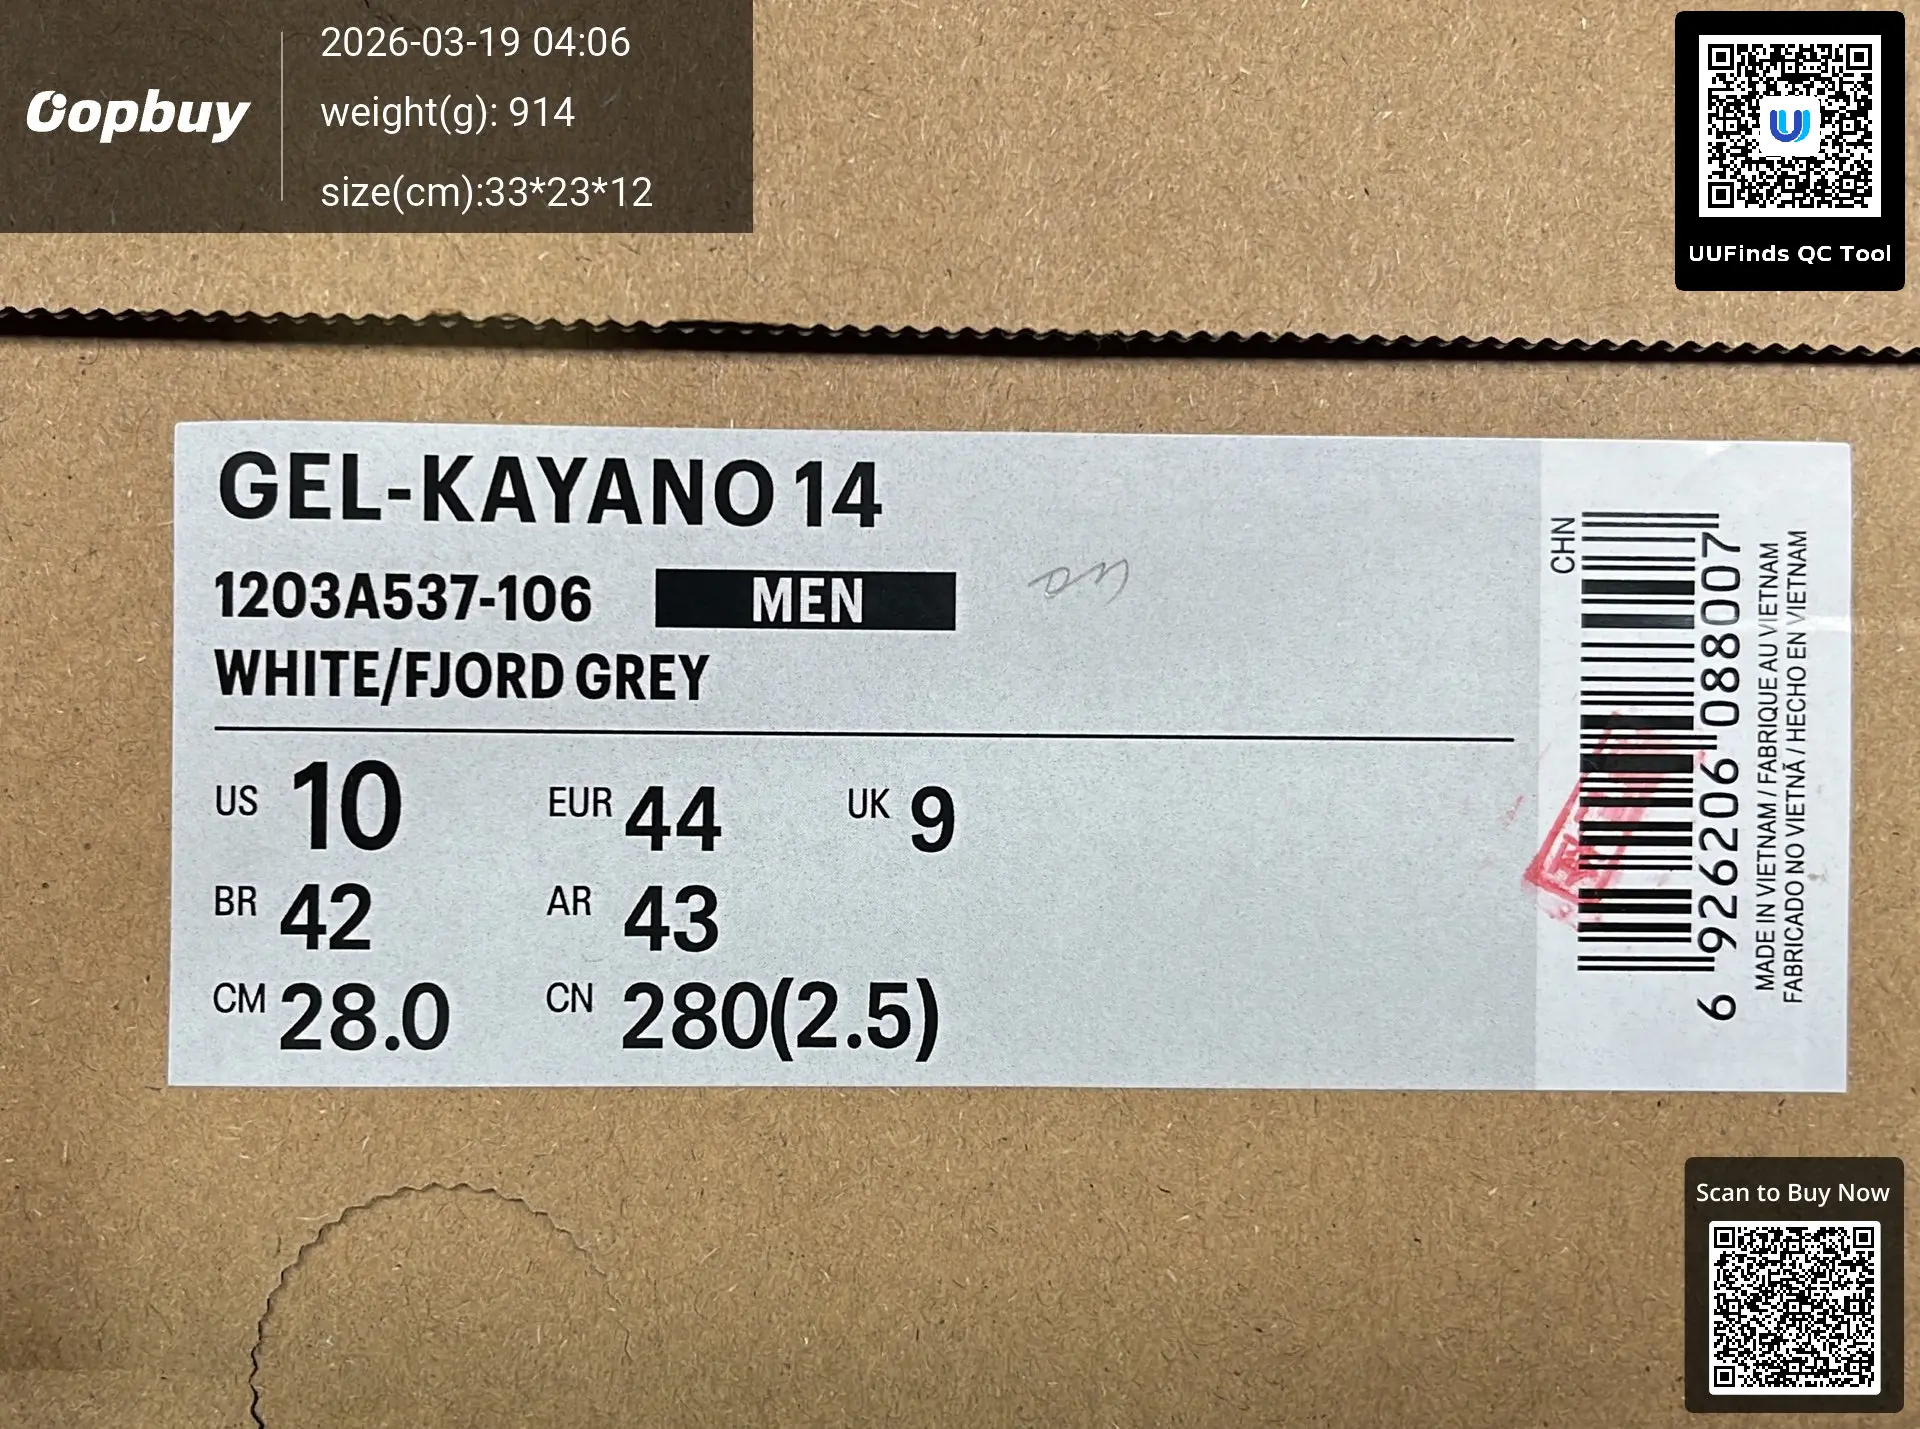 Oopbuy
2026-03-19 04:06
weight(g): 914
size(cm):33*23*12
UUFinds QC Tool
GEL-KAYANO 14
1203A537-106 MEN
WHITE/FJORD GREY
US 10 EUR 44 UK 9
BR 42 AR 43
CM 28.0 CN 280(2.5)
CHN
6 926206 088007
MADE IN VIETNAM / FABRIQUE AU VIETNAM
FABRICADO NO VIETNÃ / HECHO EN VIETNAM
Scan to Buy Now